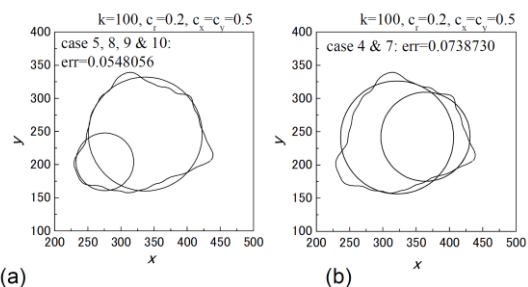 k=100, c_r=0.2, c_x=c_y=0.5
case 5, 8, 9 & 10:
err=0.0548056
400
350
300
250
200
150
100
y
200 250 300 350 400 450 500
x
(a)
k=100, c_r=0.2, c_x=c_y=0.5
case 4 & 7: err=0.0738730
400
350
300
250
200
150
100
y
200 250 300 350 400 450 500
x
(b)